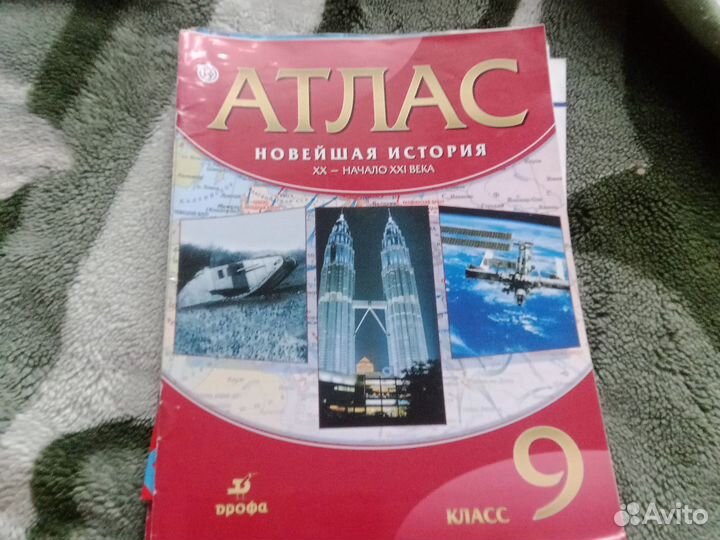 АТЛАС
НОВЕЙШАЯ ИСТОРИЯ
XX – НАЧАЛО XXI ВЕКА
дрофа
КЛАСС 9
Avito